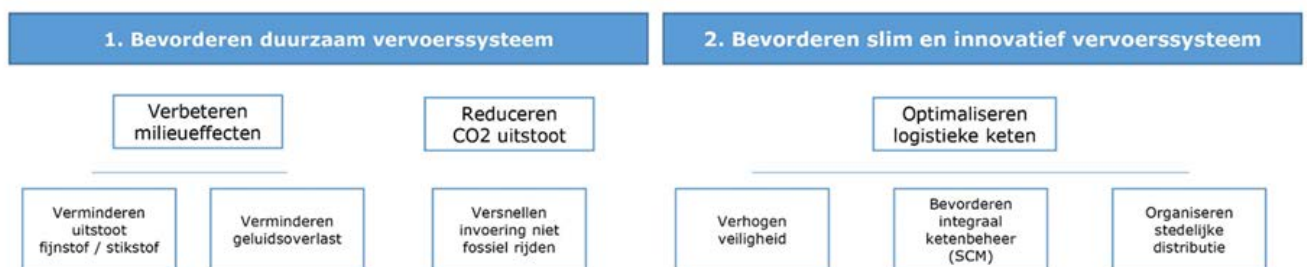 1. Bevorderen duurzaam vervoerssysteem
2. Bevorderen slim en innovatief vervoerssysteem
Verbeteren
milieueffecten
Reduceren
CO2 uitstoot
Optimaliseren
logistieke keten
Verminderen
uitstoot
fijnstof / stikstof
Verminderen
geluidsoverlast
Versnellen
invoering niet
fossiel rijden
Verhogen
veiligheid
Bevorderen
integraal
ketenbeheer
(SCM)
Organiseren
stedelijke
distributie